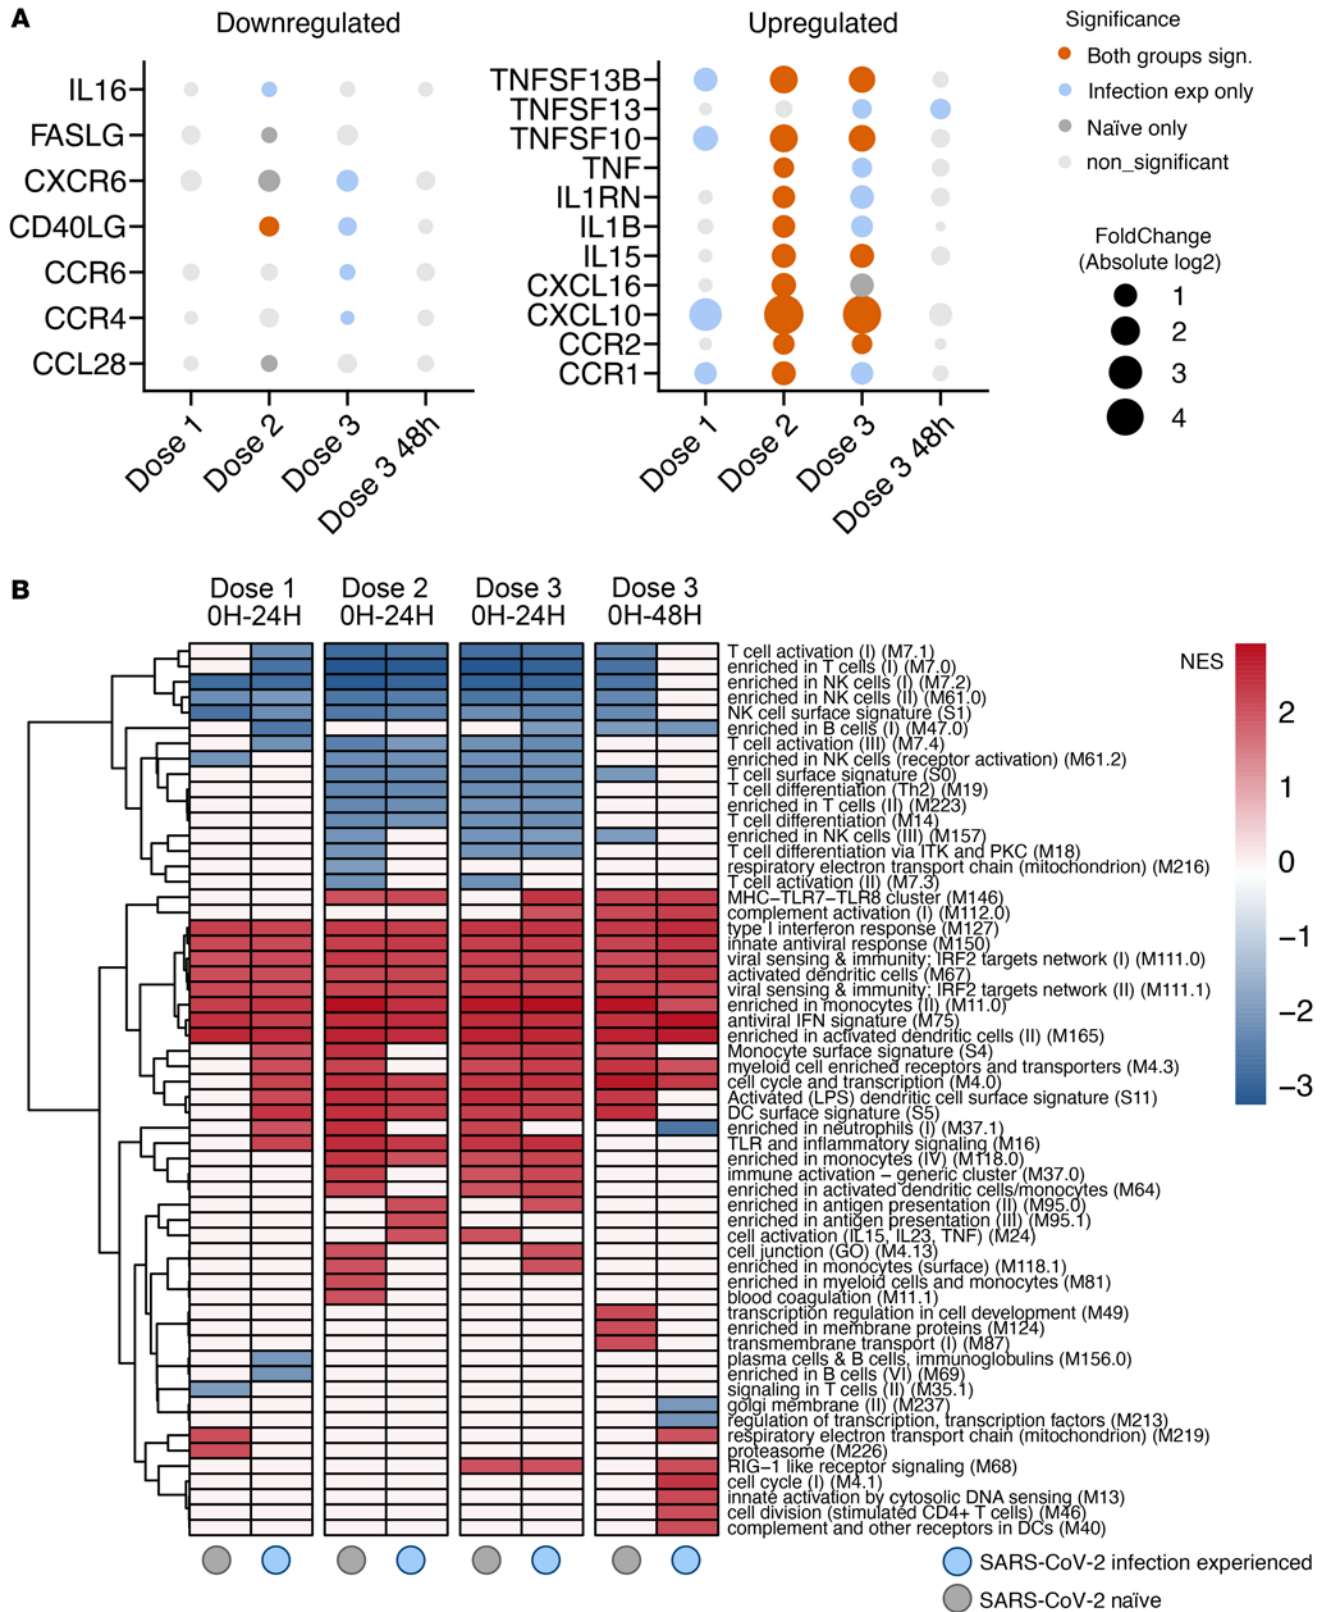 A
Downregulated
Upregulated
IL16
FASLG
CXCR6
CD40LG
CCR6
CCR4
CCL28
Dose 1
Dose 2
Dose 3
Dose 3 48h
TNFSF13B
TNFSF13
TNFSF10
TNF
IL1RN
IL1B
IL15
CXCL16
CXCL10
CCR2
CCR1
Dose 1
Dose 2
Dose 3
Dose 3 48h
Significance
Both groups sign.
Infection exp only
Naïve only
non_significant
FoldChange
(Absolute log2)
1
2
3
4
B
Dose 1
0H-24H
Dose 2
0H-24H
Dose 3
0H-24H
Dose 3
0H-48H
T cell activation (I) (M7.1)
enriched in T cells (I) (M7.0)
enriched in NK cells (I) (M7.2)
enriched in NK cells (II) (M61.0)
NK cell surface signature (S1)
enriched in B cells (I) (M47.0)
T cell activation (III) (M7.4)
enriched in NK cells (receptor activation) (M61.2)
T cell surface signature (S0)
T cell differentiation (Th2) (M19)
enriched in T cells (II) (M223)
T cell differentiation (M14)
enriched in NK cells (III) (M157)
T cell differentiation via ITK and PKC (M18)
respiratory electron transport chain (mitochondrion) (M216)
T cell activation (II) (M7.3)
MHC−TLR7−TLR8 cluster (M146)
complement activation (I) (M112.0)
type I interferon response (M127)
innate antiviral response (M150)
viral sensing & immunity; IRF2 targets network (I) (M111.0)
activated dendritic cells (M67)
viral sensing & immunity; IRF2 targets network (II) (M111.1)
enriched in monocytes (II) (M11.0)
antiviral IFN signature (M75)
enriched in activated dendritic cells (II) (M165)
Monocyte surface signature (S4)
myeloid cell enriched receptors and transporters (M4.3)
cell cycle and transcription (M4.0)
Activated (LPS) dendritic cell surface signature (S11)
DC surface signature (S5)
enriched in neutrophils (I) (M37.1)
TLR and inflammatory signaling (M16)
enriched in monocytes (IV) (M118.0)
immune activation − generic cluster (M37.0)
enriched in activated dendritic cells/monocytes (M64)
enriched in antigen presentation (II) (M95.0)
enriched in antigen presentation (III) (M95.1)
cell activation (IL15, IL23, TNF) (M24)
cell junction (GO) (M4.13)
enriched in monocytes (surface) (M118.1)
enriched in myeloid cells and monocytes (M81)
blood coagulation (M11.1)
transcription regulation in cell development (M49)
enriched in membrane proteins (M124)
transmembrane transport (I) (M87)
plasma cells & B cells, immunoglobulins (M156.0)
enriched in B cells (VI) (M69)
signaling in T cells (II) (M35.1)
golgi membrane (II) (M237)
regulation of transcription, transcription factors (M213)
respiratory electron transport chain (mitochondrion) (M219)
proteasome (M226)
RIG−1 like receptor signaling (M68)
cell cycle (I) (M4.1)
innate activation by cytosolic DNA sensing (M13)
cell division (stimulated CD4+ T cells) (M46)
complement and other receptors in DCs (M40)
NES
2
1
0
−1
−2
−3
SARS-CoV-2 infection experienced
SARS-CoV-2 naïve